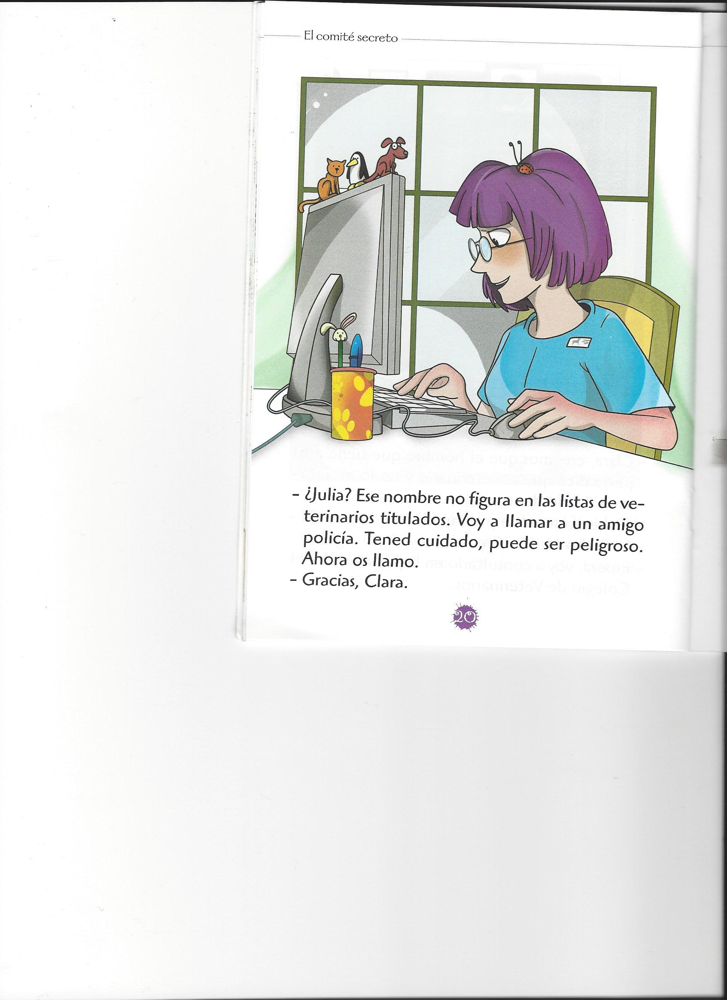 El comité secreto
- ¿Julia? Ese nombre no figura en las listas de ve-
terinarios titulados. Voy a llamar a un amigo
policía. Tened cuidado, puede ser peligroso.
Ahora os llamo.
- Gracias, Clara.
20